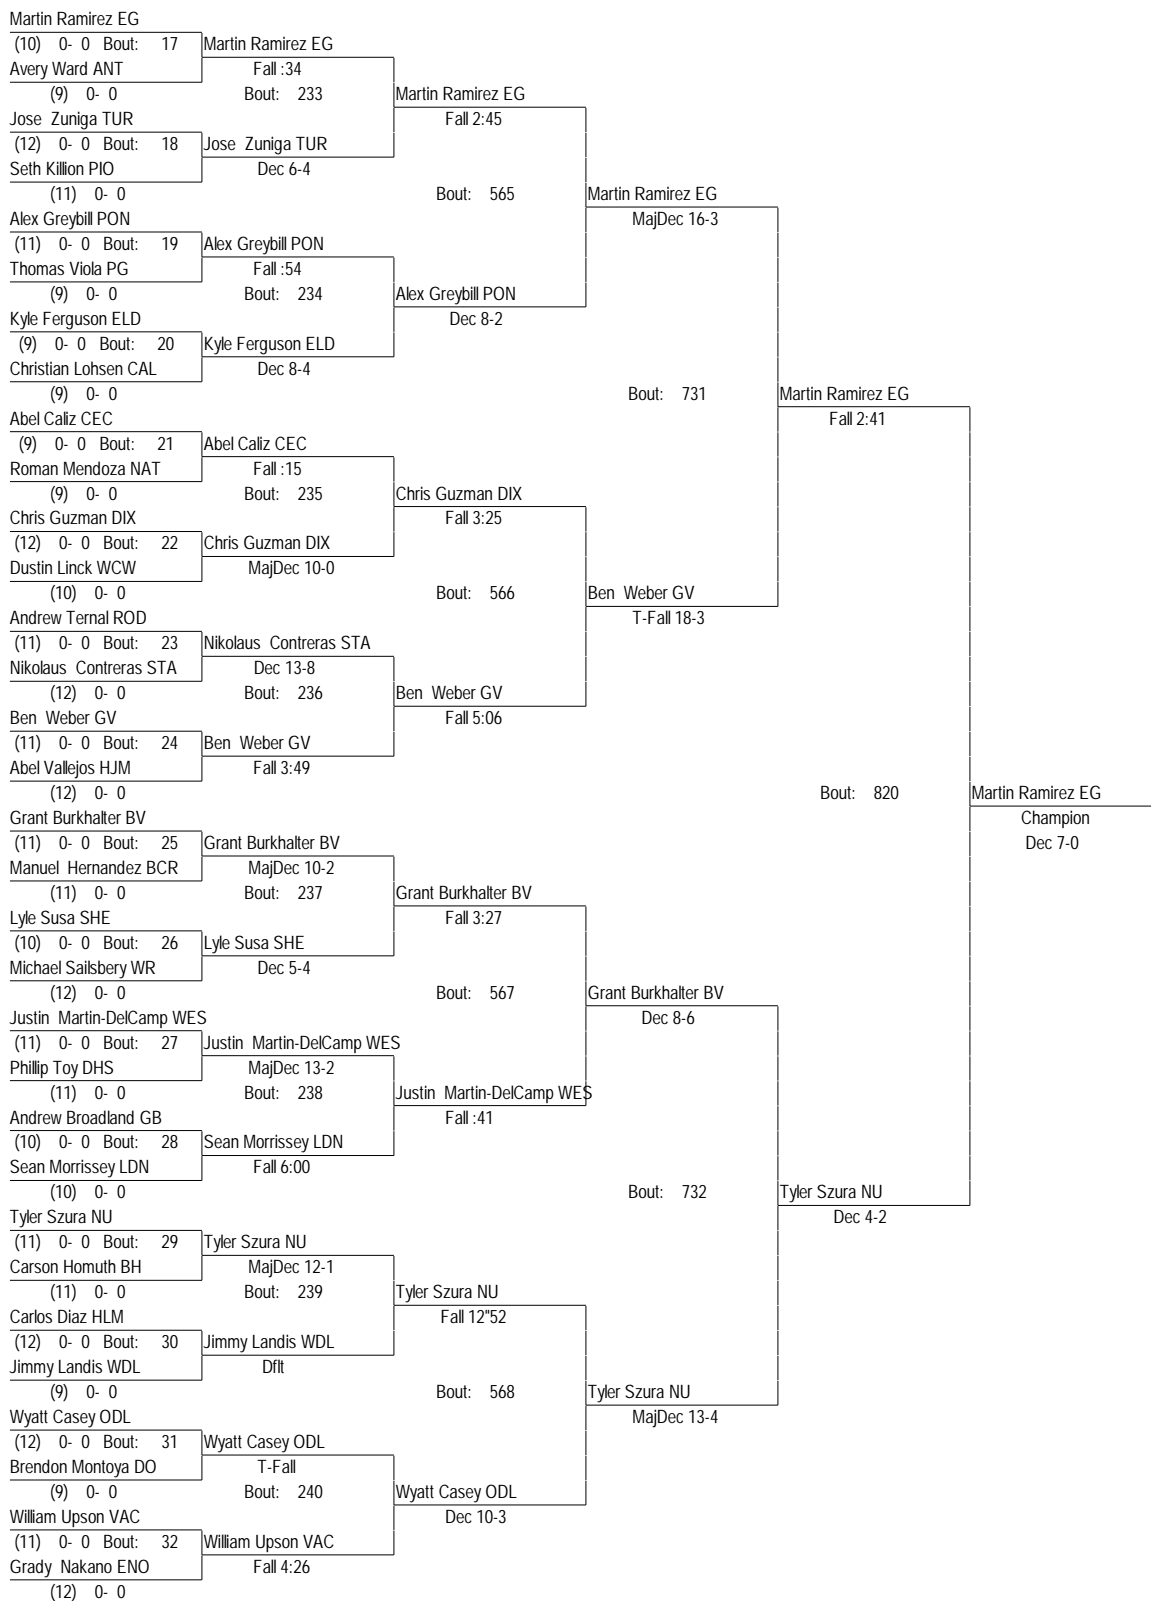 Martin Ramirez EG
(10) 0- 0 Bout: 17 Martin Ramirez EG
Avery Ward ANT Fall :34
(9) 0- 0 Bout: 233 Martin Ramirez EG
Jose Zuniga TUR Fall 2:45
(12) 0- 0 Bout: 18 Jose Zuniga TUR
Seth Killion PIO Dec 6-4
(11) 0- 0 Bout: 565 Martin Ramirez EG
Alex Greybill PON MajDec 16-3
(11) 0- 0 Bout: 19 Alex Greybill PON
Thomas Viola PG Fall :54
(9) 0- 0 Bout: 234 Alex Greybill PON
Kyle Ferguson ELD Dec 8-2
(9) 0- 0 Bout: 20 Kyle Ferguson ELD
Christian Lohsen CAL Dec 8-4
(9) 0- 0 Bout: 731 Martin Ramirez EG
Abel Caliz CEC Fall 2:41
(9) 0- 0 Bout: 21 Abel Caliz CEC
Roman Mendoza NAT Fall :15
(9) 0- 0 Bout: 235 Chris Guzman DIX
Chris Guzman DIX Fall 3:25
(12) 0- 0 Bout: 22 Chris Guzman DIX
Dustin Linck WCW MajDec 10-0
(10) 0- 0 Bout: 566 Ben Weber GV
Andrew Ternal ROD T-Fall 18-3
(11) 0- 0 Bout: 23 Nikolaus Contreras STA
Nikolaus Contreras STA Dec 13-8
(12) 0- 0 Bout: 236 Ben Weber GV
Ben Weber GV Fall 5:06
(11) 0- 0 Bout: 24 Ben Weber GV
Abel Vallejos HJM Fall 3:49
(12) 0- 0 Bout: 820 Martin Ramirez EG
Grant Burkhalter BV Champion
(11) 0- 0 Bout: 25 Grant Burkhalter BV Dec 7-0
Manuel Hernandez BCR MajDec 10-2
(11) 0- 0 Bout: 237 Grant Burkhalter BV
Lyle Susa SHE Fall 3:27
(10) 0- 0 Bout: 26 Lyle Susa SHE
Michael Sailsbery WR Dec 5-4
(12) 0- 0 Bout: 567 Grant Burkhalter BV
Justin Martin-DelCamp WES Dec 8-6
(11) 0- 0 Bout: 27 Justin Martin-DelCamp WES
Phillip Toy DHS MajDec 13-2
(11) 0- 0 Bout: 238 Justin Martin-DelCamp WES
Andrew Broadland GB Fall :41
(10) 0- 0 Bout: 28 Sean Morrissey LDN
Sean Morrissey LDN Fall 6:00
(10) 0- 0 Bout: 732 Tyler Szura NU
Tyler Szura NU Dec 4-2
(11) 0- 0 Bout: 29 Tyler Szura NU
Carson Homuth BH MajDec 12-1
(11) 0- 0 Bout: 239 Tyler Szura NU
Carlos Diaz HLM Fall 12"52
(12) 0- 0 Bout: 30 Jimmy Landis WDL
Jimmy Landis WDL Dflt
(9) 0- 0 Bout: 568 Tyler Szura NU
Wyatt Casey ODL MajDec 13-4
(12) 0- 0 Bout: 31 Wyatt Casey ODL
Brendon Montoya DO T-Fall
(9) 0- 0 Bout: 240 Wyatt Casey ODL
William Upson VAC Dec 10-3
(11) 0- 0 Bout: 32 William Upson VAC
Grady Nakano ENO Fall 4:26
(12) 0- 0